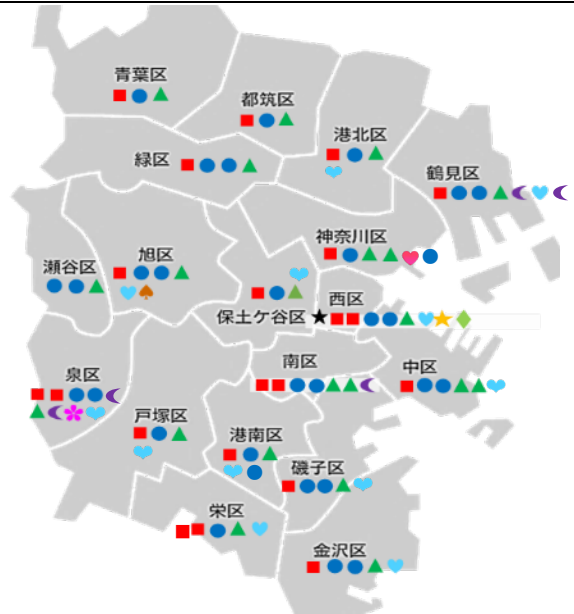 青葉区
都筑区
港北区
緑区
鶴見区
神奈川区
旭区
瀬谷区
西区
保土ケ谷区
南区
中区
泉区
戸塚区
港南区
磯子区
栄区
金沢区